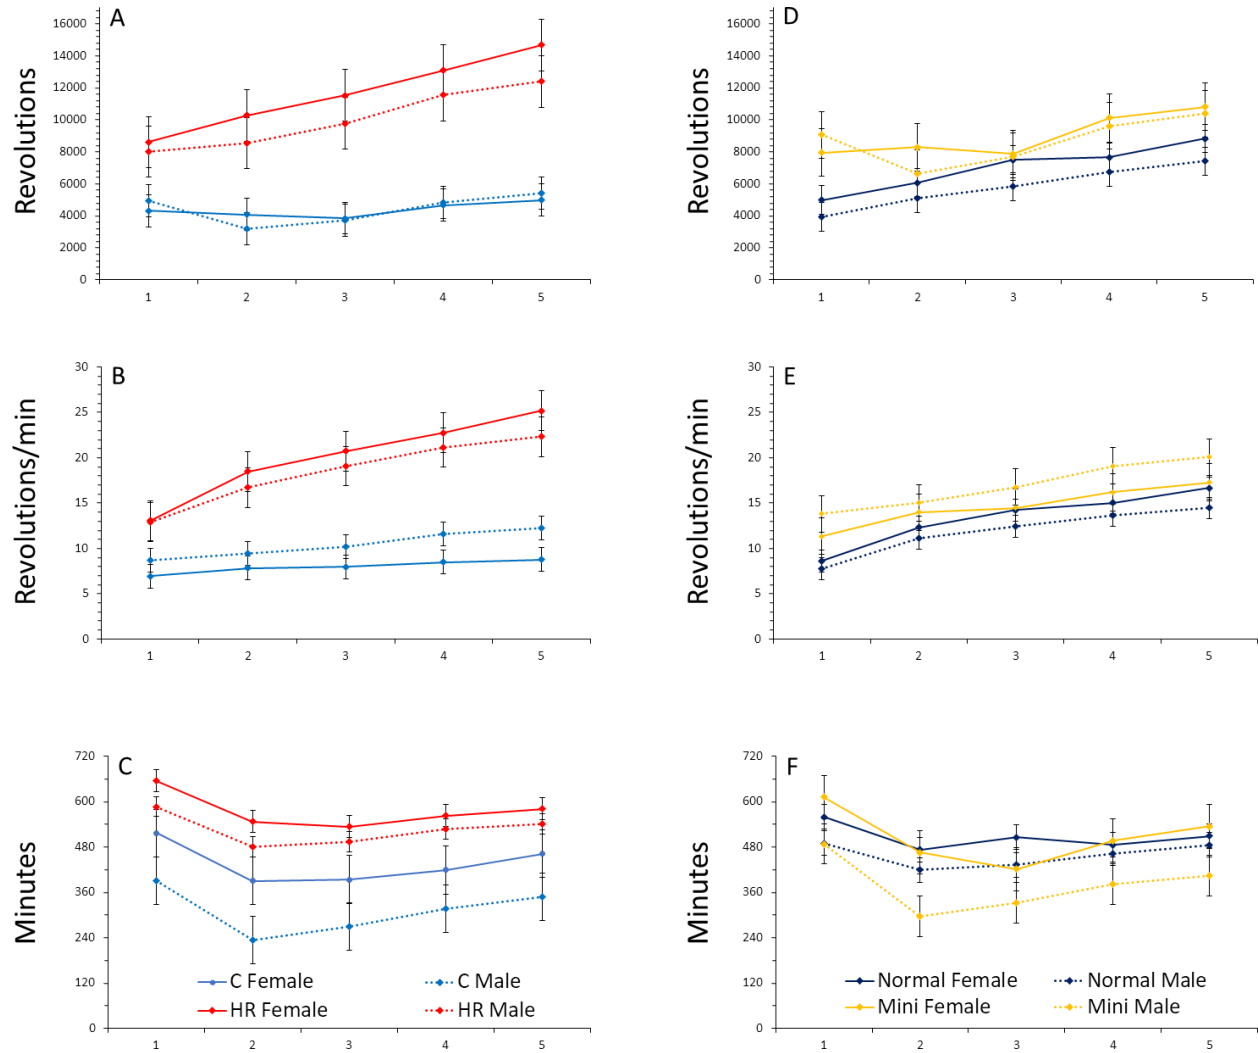 A
Revolutions
16000
14000
12000
10000
8000
6000
4000
2000
0
1 2 3 4 5
D
Revolutions
16000
14000
12000
10000
8000
6000
4000
2000
0
1 2 3 4 5
B
Revolutions/min
30
25
20
15
10
5
0
1 2 3 4 5
E
Revolutions/min
30
25
20
15
10
5
0
1 2 3 4 5
C
Minutes
720
600
480
360
240
120
0
C Female C Male
HR Female HR Male
1 2 3 4 5
F
Minutes
720
600
480
360
240
120
0
Normal Female Normal Male
Mini Female Mini Male
1 2 3 4 5